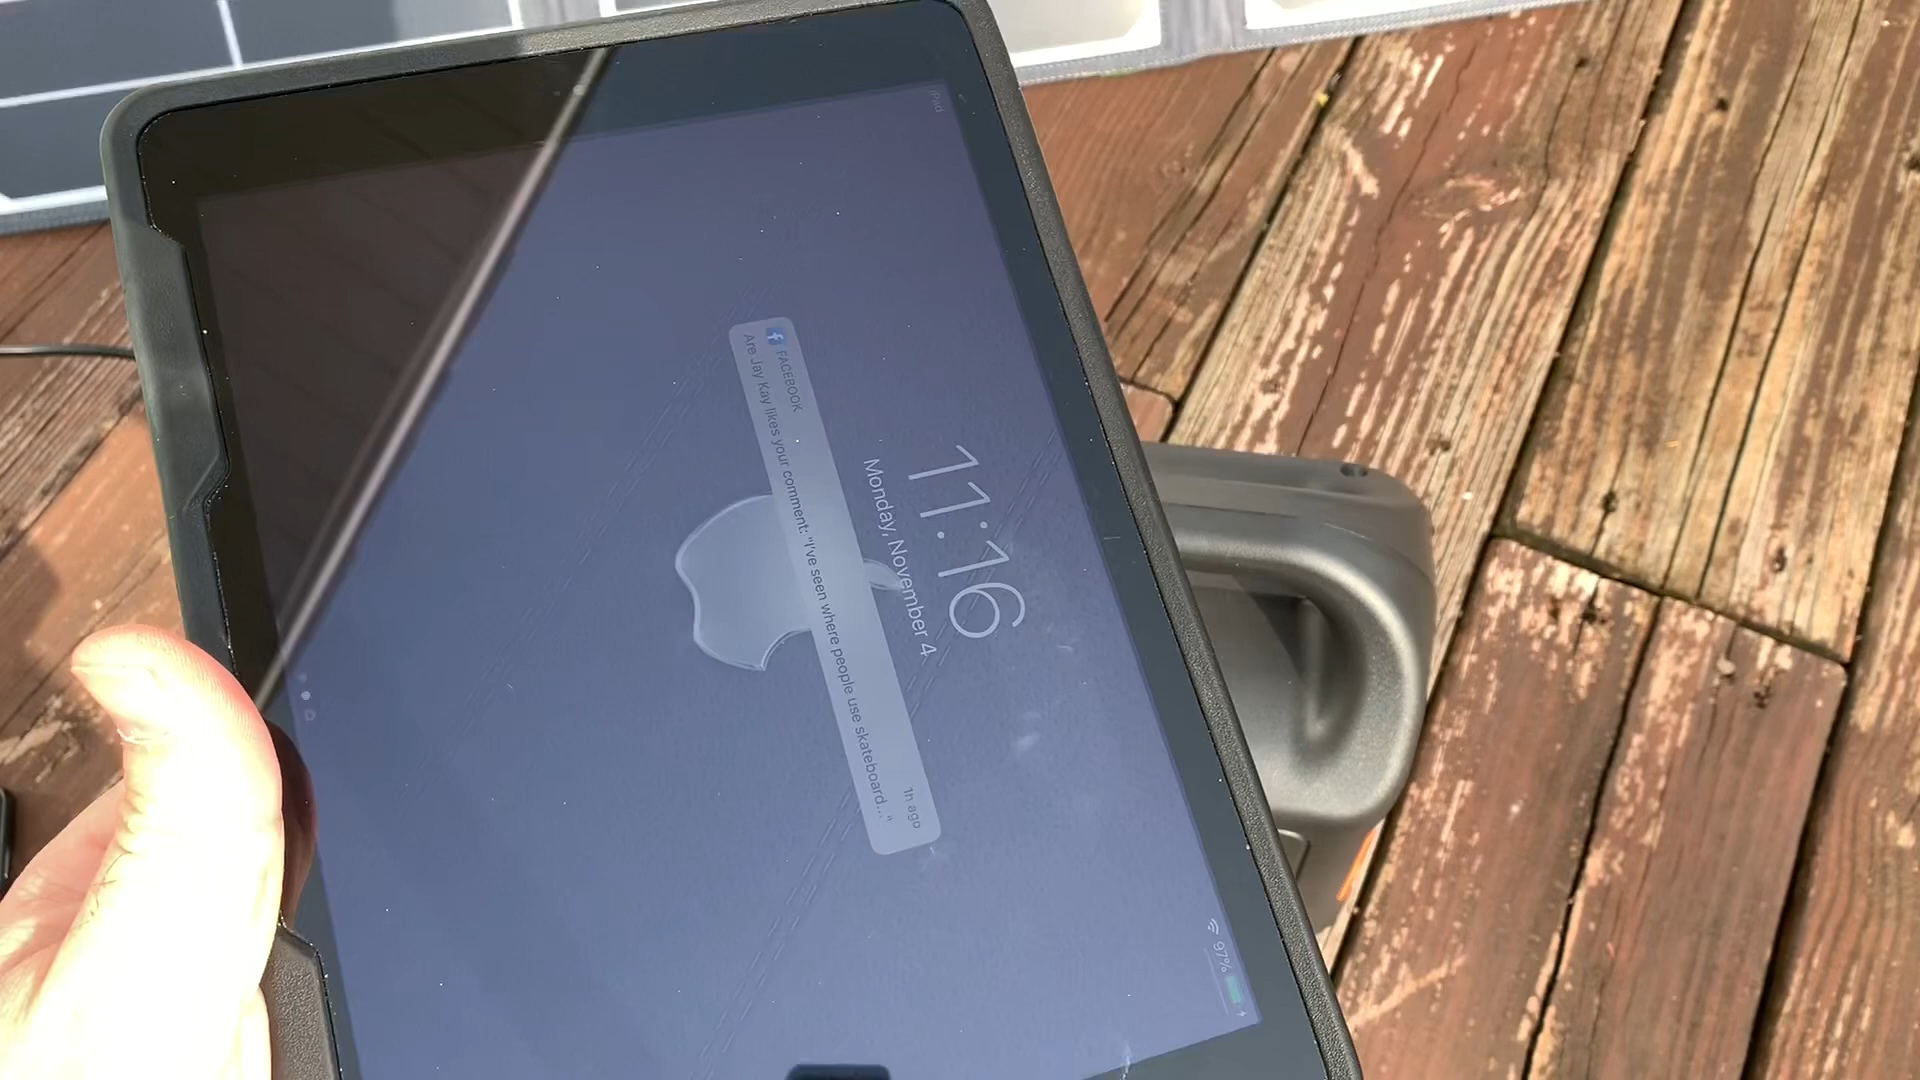 iPad
97%
11:16
Monday, November 4
FACEBOOK
1h ago
Are Jay Kay likes your comment: "I've seen where people use skateboard..."